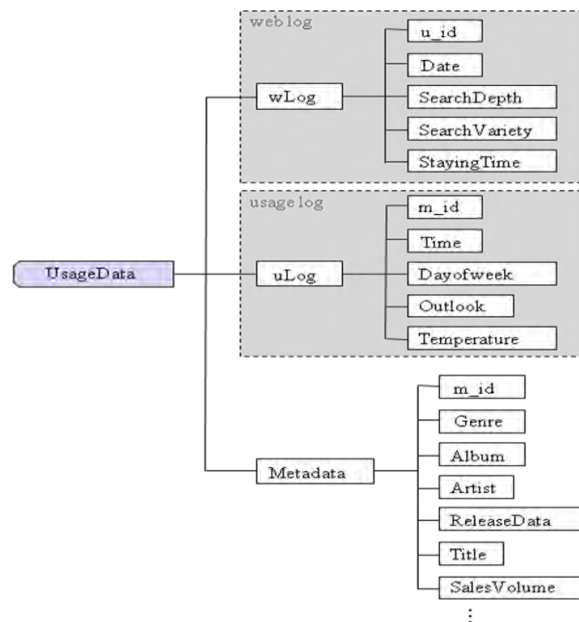 web log
u_id
Date
wLog
SearchDepth
SearchVariety
StayingTime
usage log
m_id
Time
UsageData
uLog
Dayofweek
Outlook
Temperature
m_id
Genre
Album
Metadata
Artist
ReleaseData
Title
SalesVolume
⋮